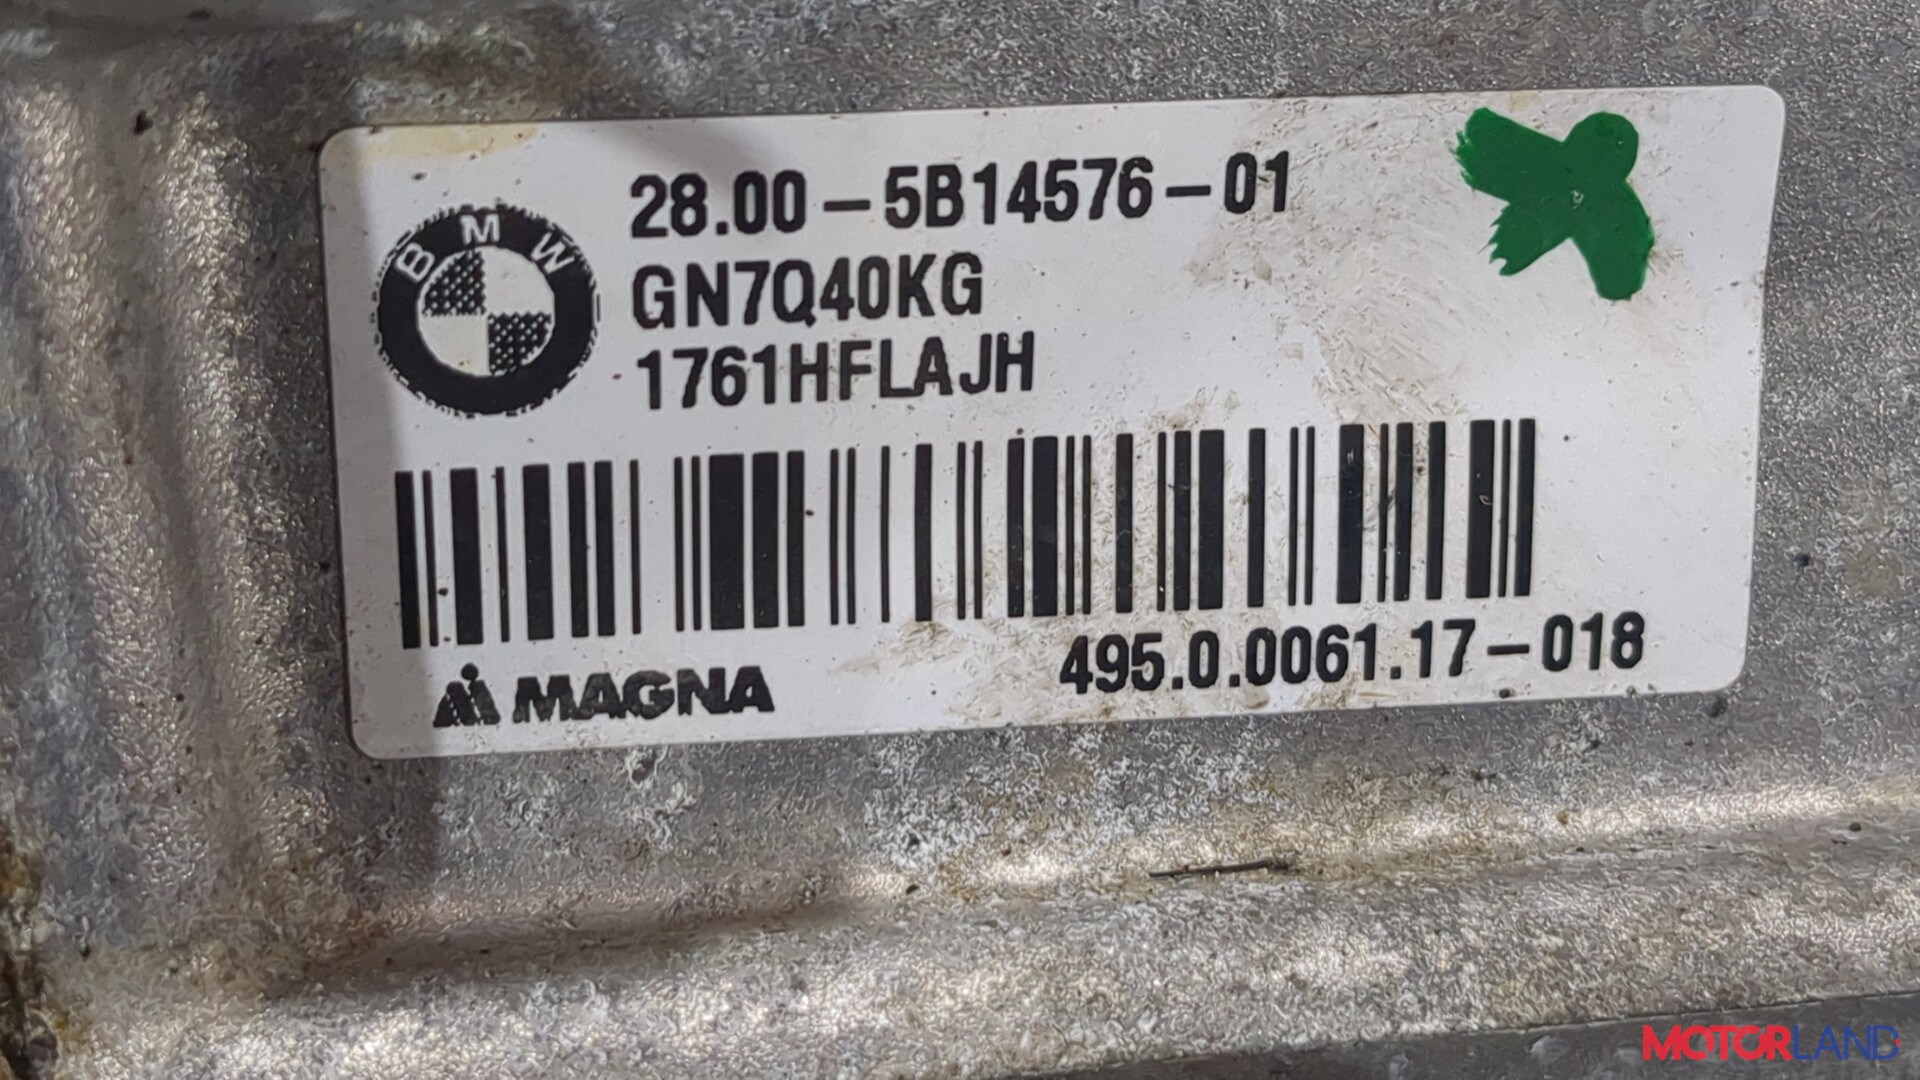 BMW
28.00-5B14576-01
GN7Q40KG
1761HFLAJH
MAGNA
495.0.0061.17-018
MOTORLAND